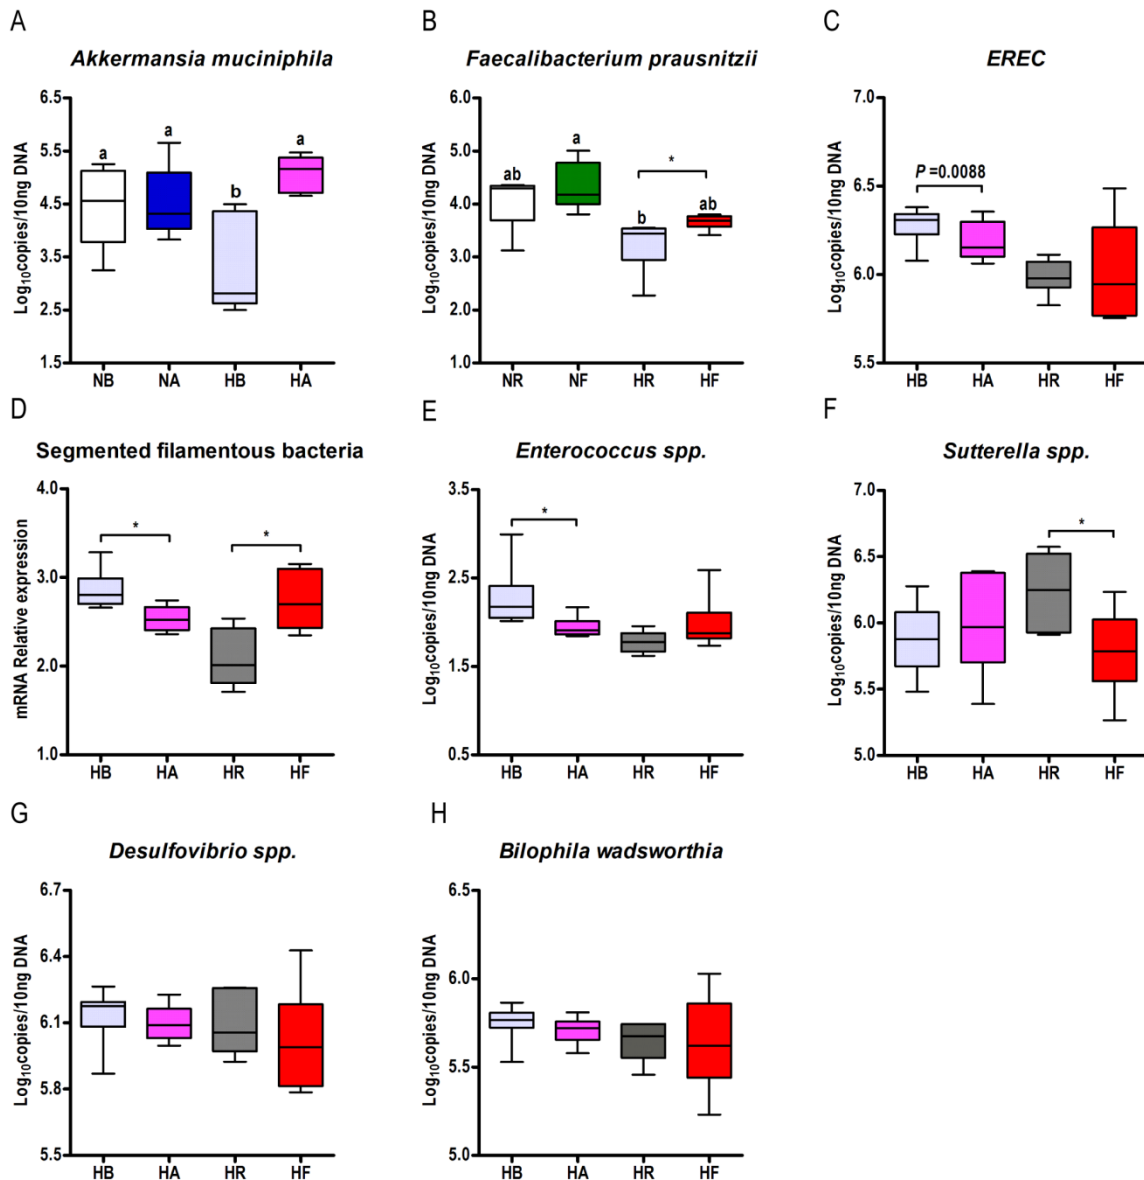 A
Akkermansia muciniphila
Log10copies/10ng DNA
6.5
5.5
4.5
3.5
2.5
1.5
a
a
b
a
NB NA HB HA
B
Faecalibacterium prausnitzii
Log10copies/10ng DNA
6.0
5.0
4.0
3.0
2.0
1.0
ab
a
b
ab
*
NR NF HR HF
C
EREC
Log10copies/10ng DNA
7.0
6.5
6.0
5.5
P =0.0088
HB HA HR HF
D
Segmented filamentous bacteria
mRNA Relative expression
4.0
3.0
2.0
1.0
*
*
HB HA HR HF
E
Enterococcus spp.
Log10copies/10ng DNA
3.5
2.5
1.5
0.5
*
HB HA HR HF
F
Sutterella spp.
Log10copies/10ng DNA
7.0
6.5
6.0
5.5
5.0
*
HB HA HR HF
G
Desulfovibrio spp.
Log10copies/10ng DNA
6.7
6.4
6.1
5.8
5.5
HB HA HR HF
H
Bilophila wadsworthia
Log10copies/10ng DNA
6.5
6.0
5.5
5.0
HB HA HR HF